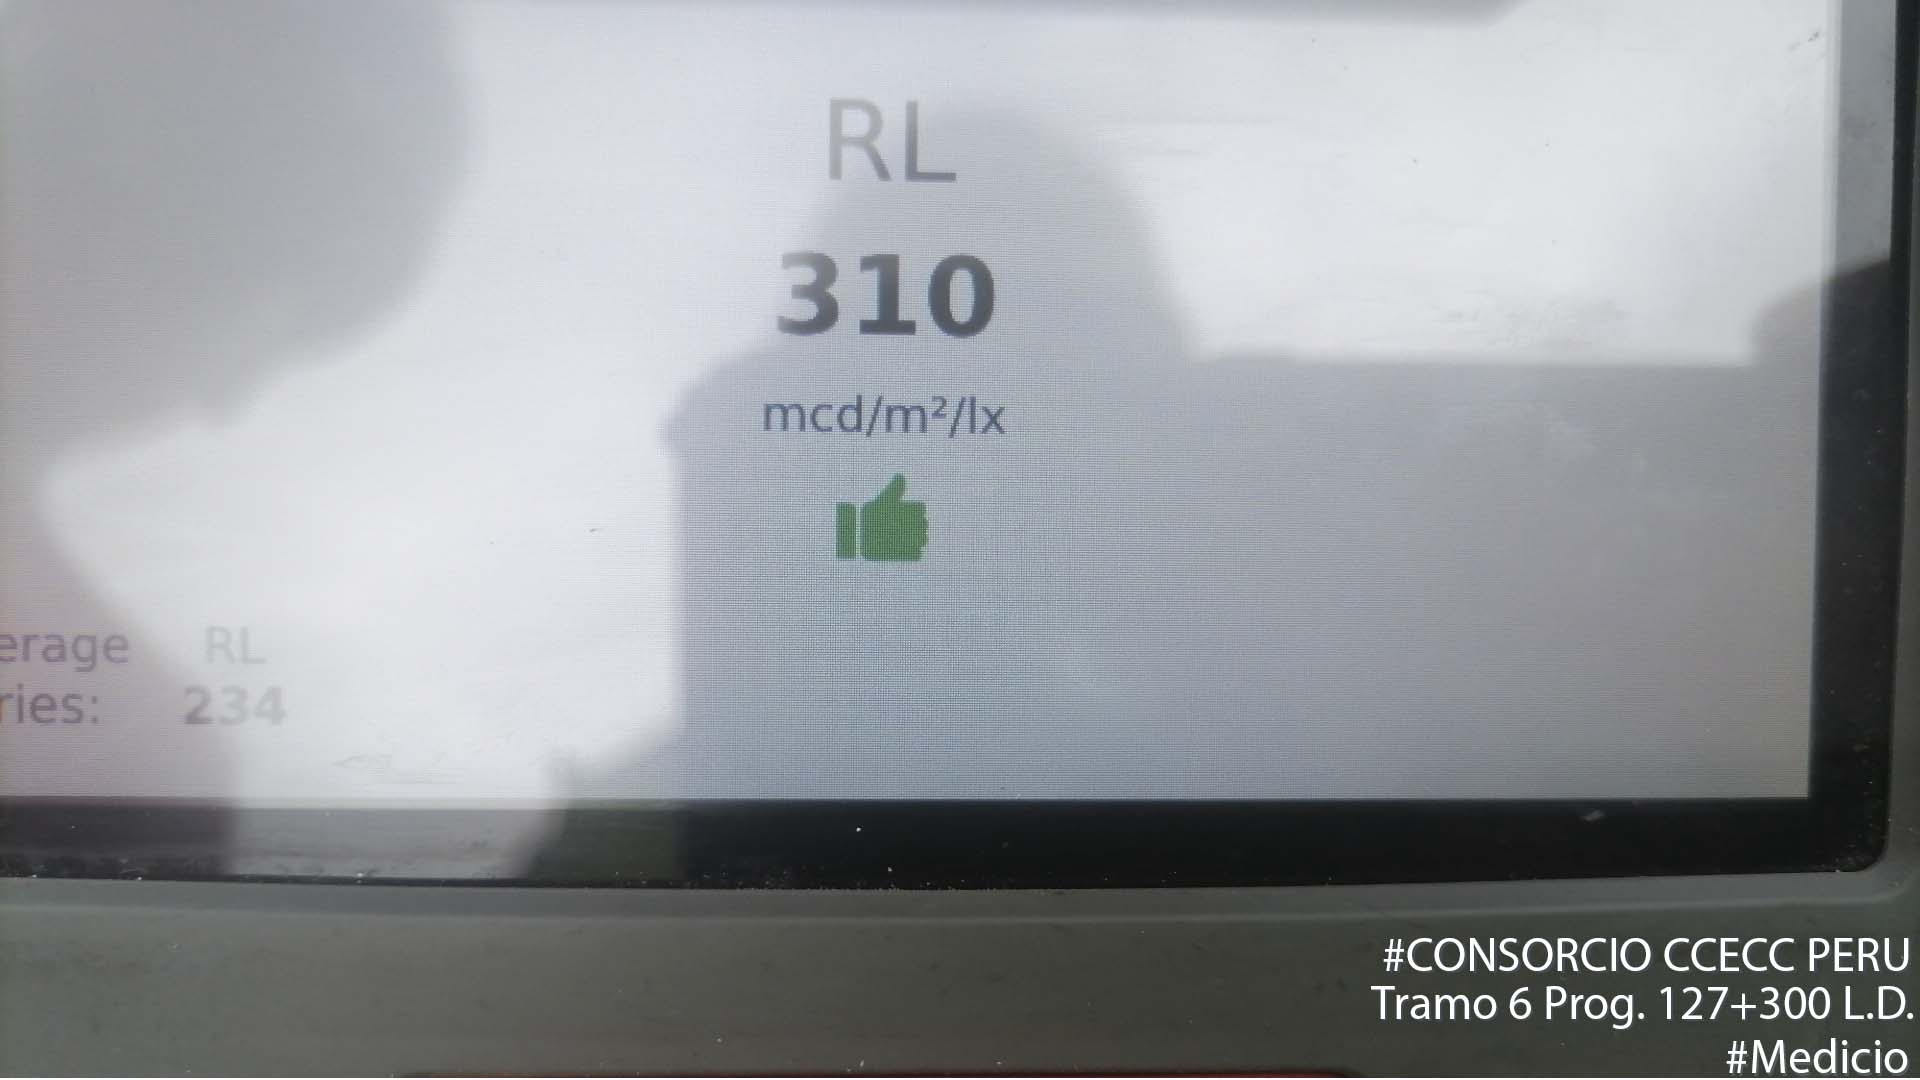 RL
310
mcd/m²/lx
erage RL
ries: 234
#CONSORCIO CCECC PERU
Tramo 6 Prog. 127+300 L.D.
#Medicio